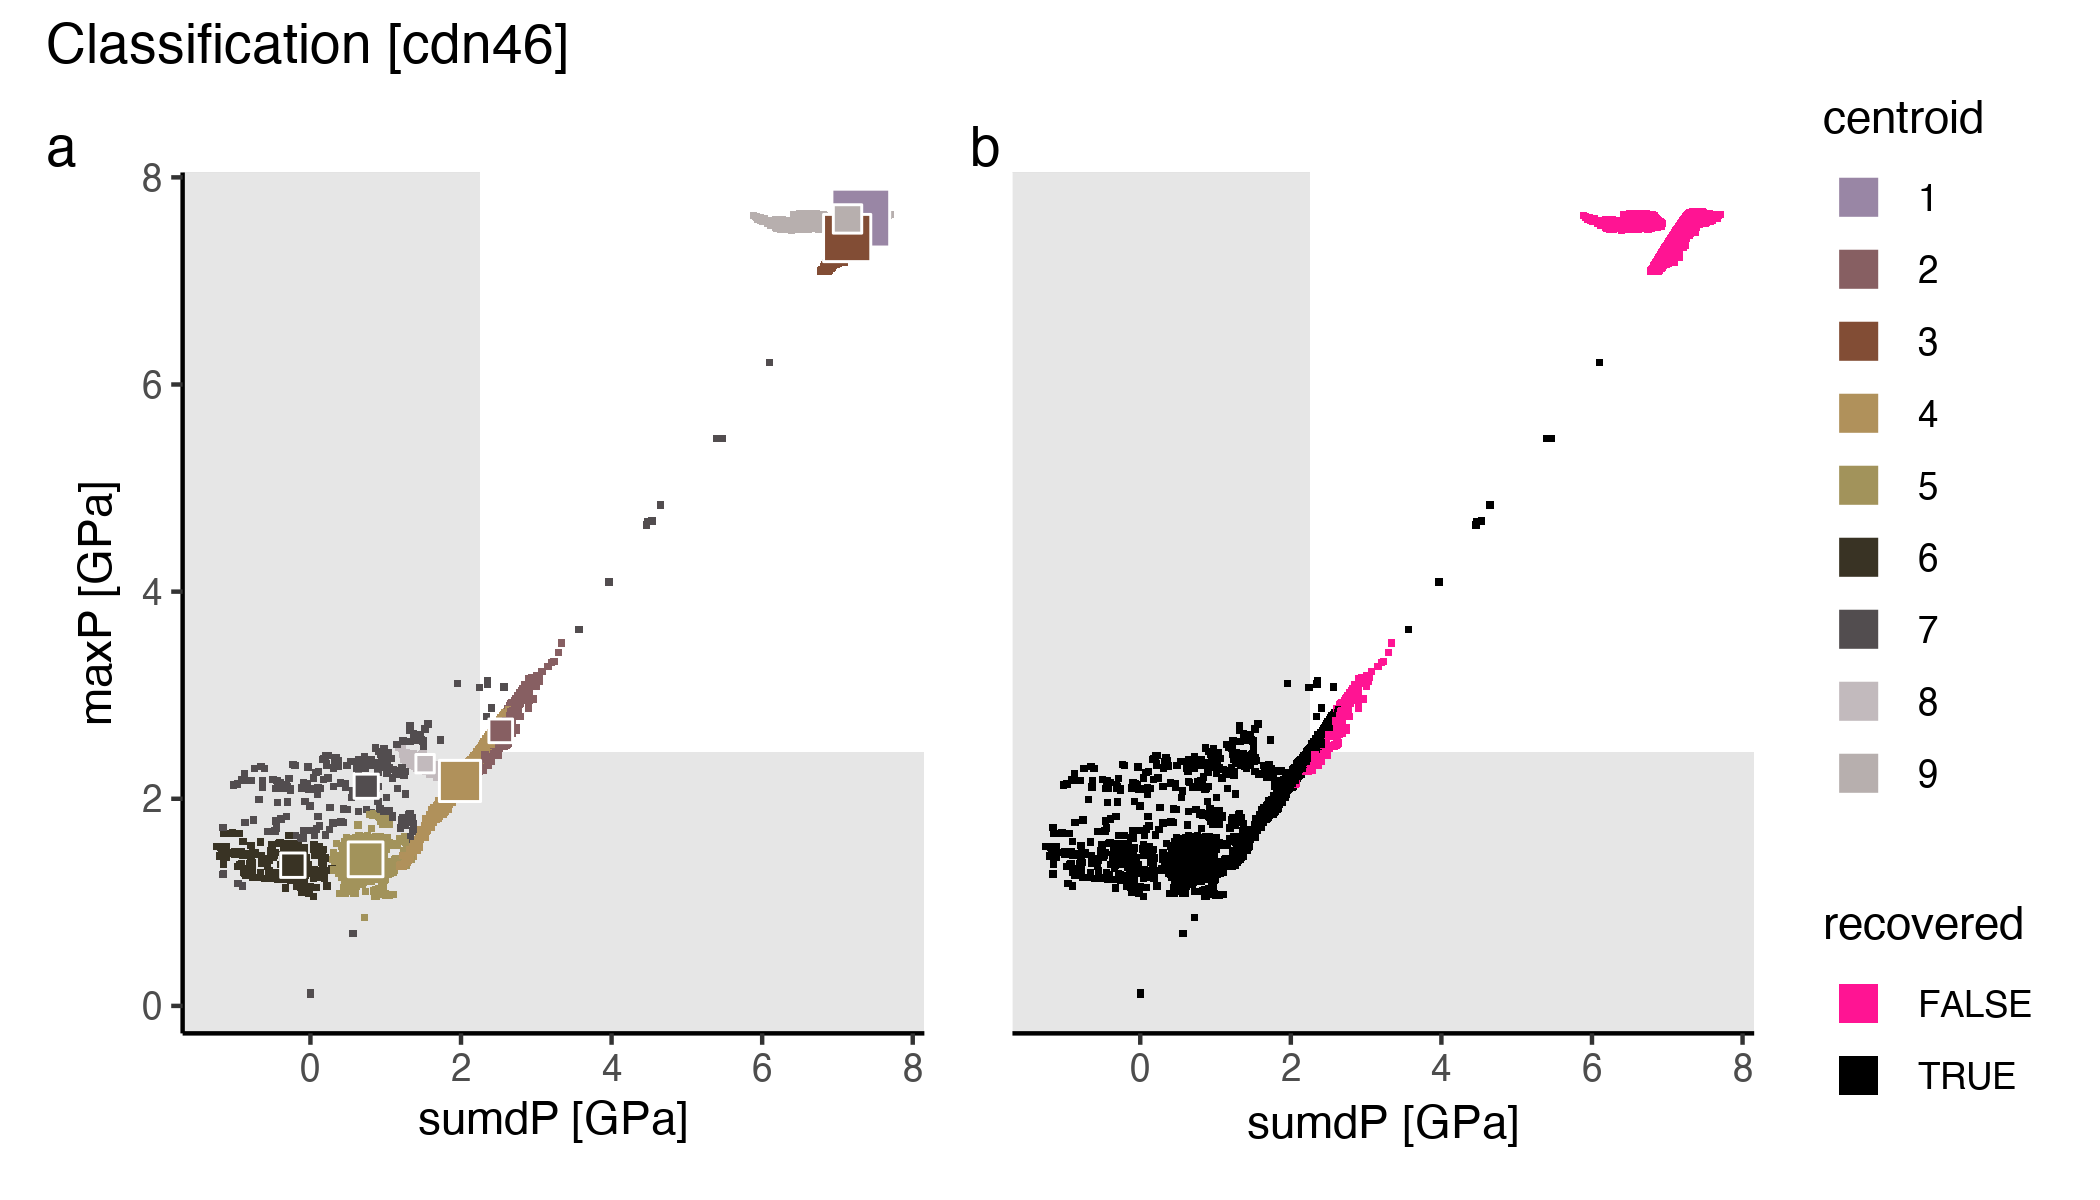 Classification [cdn46]
a
b
8
6
4
2
0
maxP [GPa]
0 2 4 6 8
sumdP [GPa]
0 2 4 6 8
sumdP [GPa]
centroid
1
2
3
4
5
6
7
8
9
recovered
FALSE
TRUE